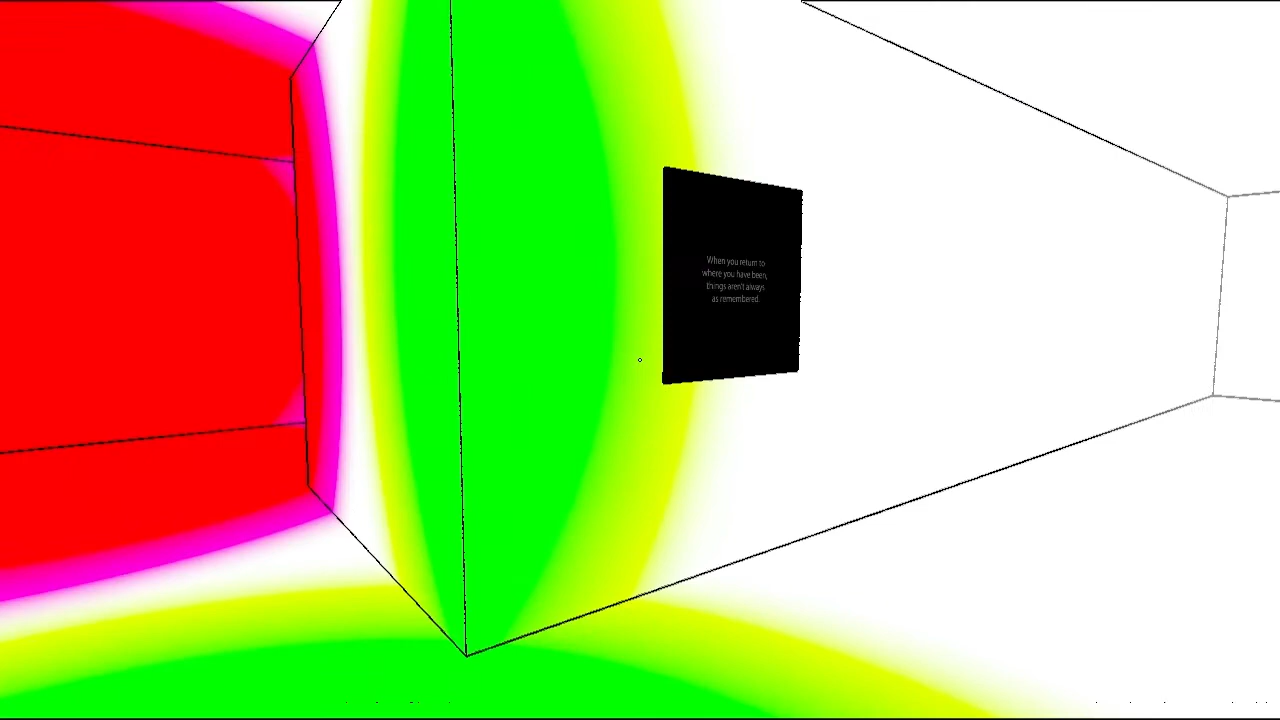 When you return to
where you have been,
things aren't always
as remembered.